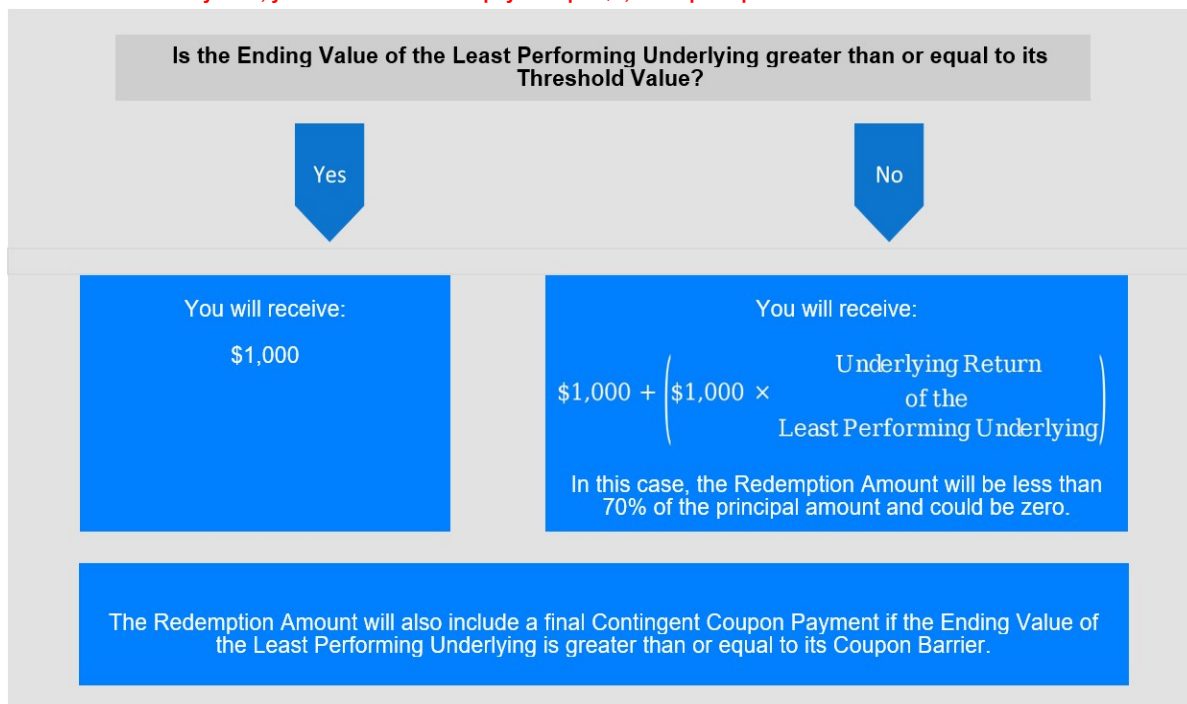 Is the Ending Value of the Least Performing Underlying greater than or equal to its
Threshold Value?
Yes
No
You will receive:
$1,000
You will receive:
$1,000 + ($1,000 × Underlying Return
of the
Least Performing Underlying)
In this case, the Redemption Amount will be less than
70% of the principal amount and could be zero.
The Redemption Amount will also include a final Contingent Coupon Payment if the Ending Value of
the Least Performing Underlying is greater than or equal to its Coupon Barrier.